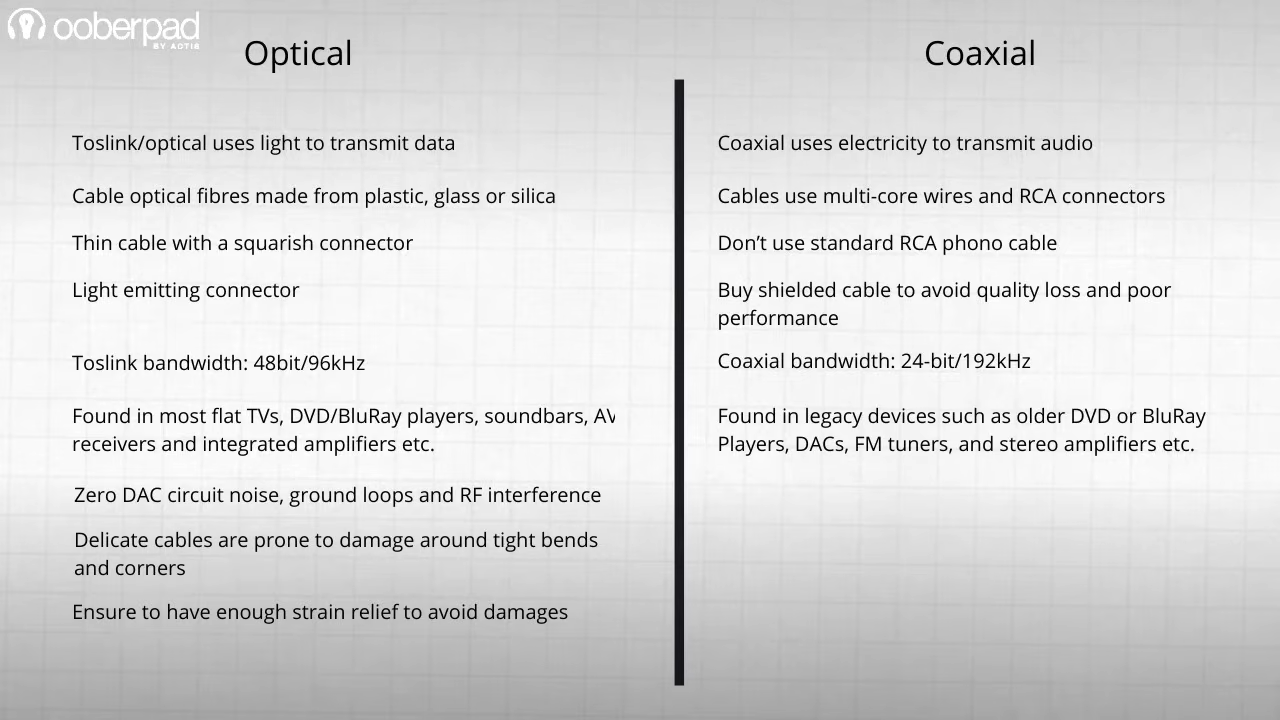 ooberpad
BY AOTIB
Optical
Toslink/optical uses light to transmit data
Cable optical fibres made from plastic, glass or silica
Thin cable with a squarish connector
Light emitting connector
Toslink bandwidth: 48bit/96kHz
Found in most flat TVs, DVD/BluRay players, soundbars, AV
receivers and integrated amplifiers etc.
Zero DAC circuit noise, ground loops and RF interference
Delicate cables are prone to damage around tight bends
and corners
Ensure to have enough strain relief to avoid damages
Coaxial
Coaxial uses electricity to transmit audio
Cables use multi-core wires and RCA connectors
Don’t use standard RCA phono cable
Buy shielded cable to avoid quality loss and poor
performance
Coaxial bandwidth: 24-bit/192kHz
Found in legacy devices such as older DVD or BluRay
Players, DACs, FM tuners, and stereo amplifiers etc.